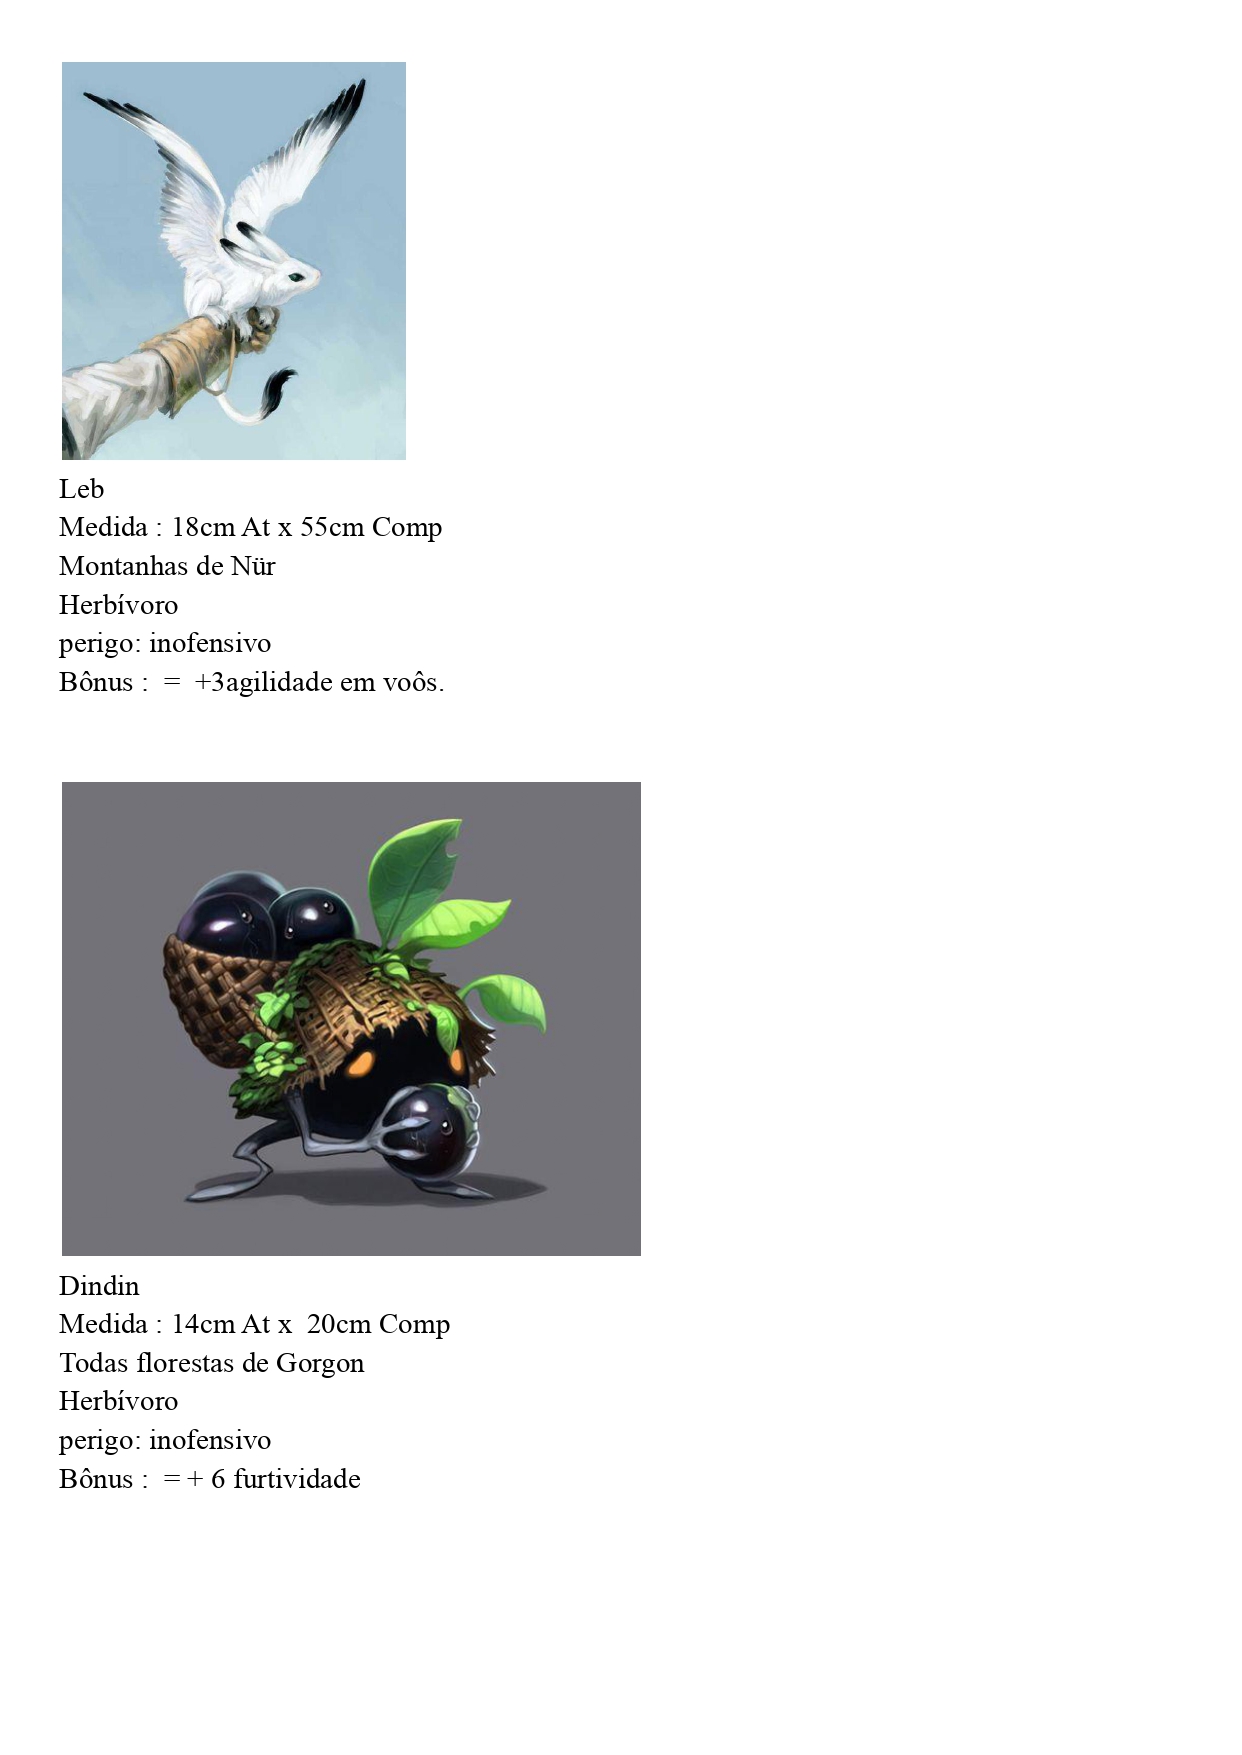 Leb
Medida : 18cm At x 55cm Comp
Montanhas de Nür
Herbívoro
perigo: inofensivo
Bônus :  =  +3agilidade em voôs.
Dindin
Medida : 14cm At x  20cm Comp
Todas florestas de Gorgon
Herbívoro
perigo: inofensivo
Bônus :  = + 6 furtividade